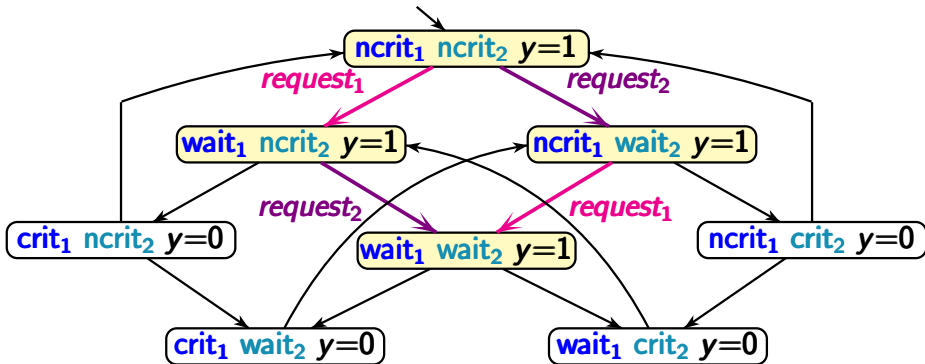 ncrit₁ ncrit₂ y=1
request₁
request₂
wait₁ ncrit₂ y=1
ncrit₁ wait₂ y=1
request₂
request₁
crit₁ ncrit₂ y=0
wait₁ wait₂ y=1
ncrit₁ crit₂ y=0
crit₁ wait₂ y=0
wait₁ crit₂ y=0